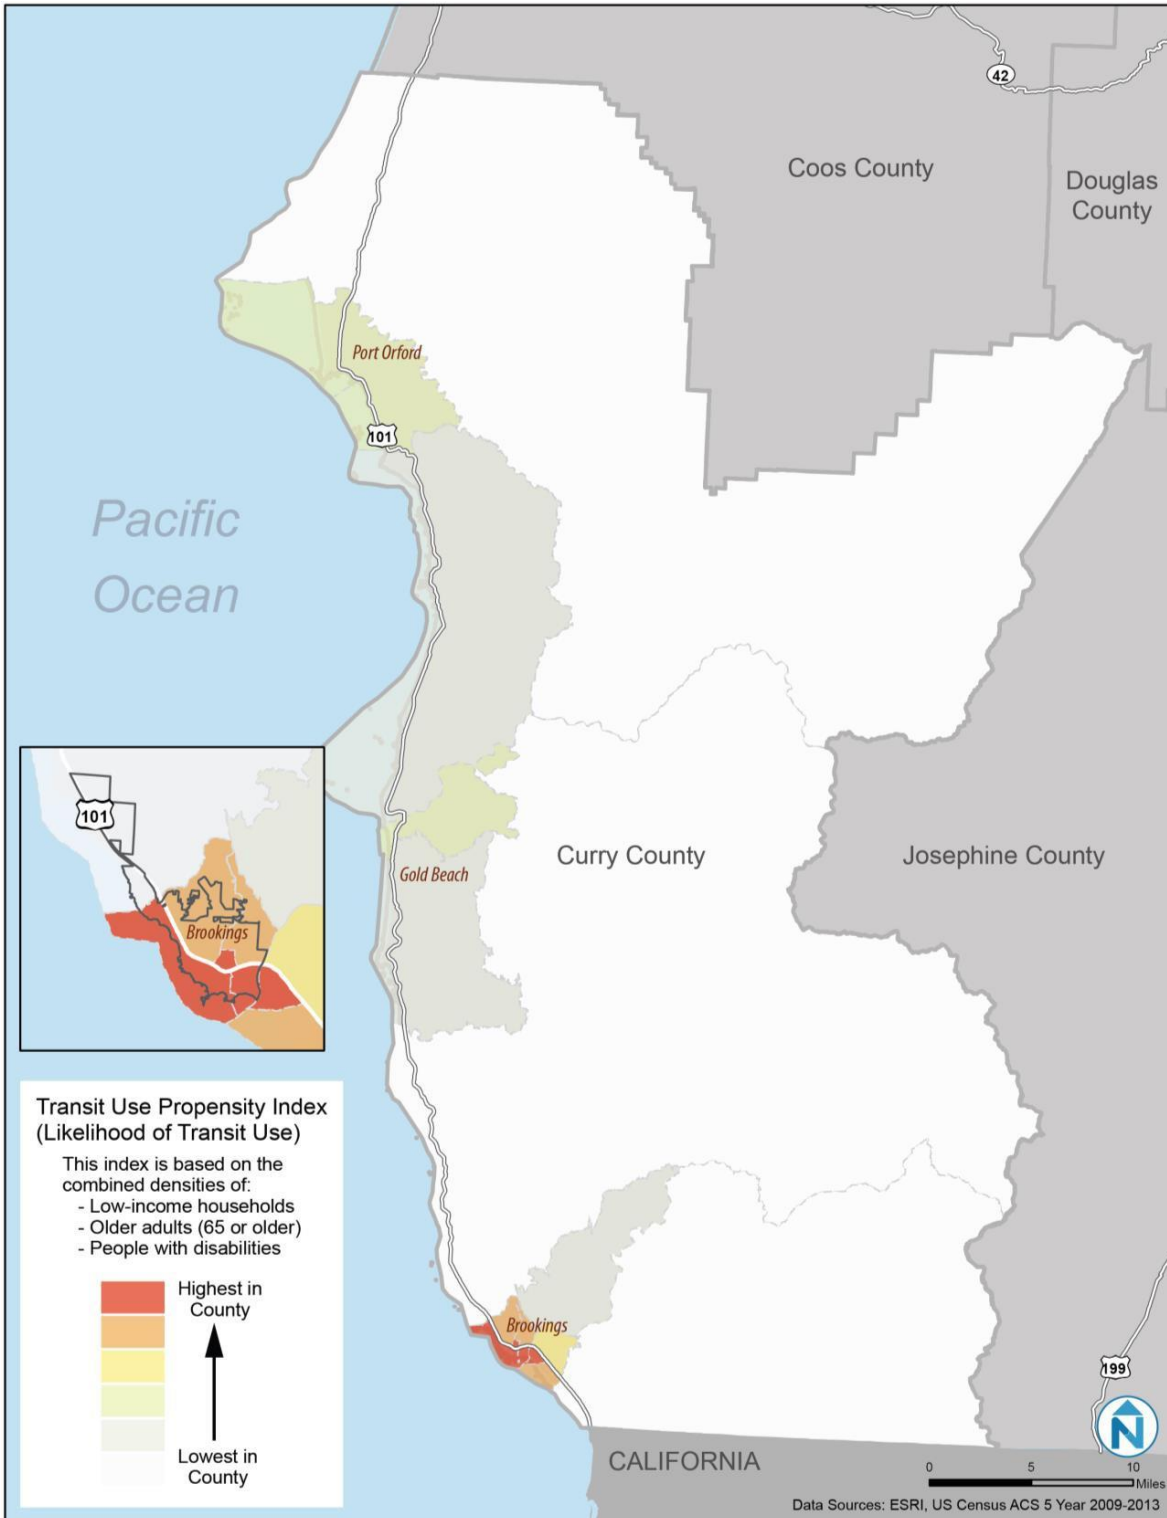 42
Coos County
Douglas
County
Port Orford
101
Pacific
Ocean
101
Brookings
Gold Beach
Curry County
Josephine County
Transit Use Propensity Index
(Likelihood of Transit Use)
This index is based on the
combined densities of:
- Low-income households
- Older adults (65 or older)
- People with disabilities
Highest in
County
Lowest in
County
Brookings
199
N
CALIFORNIA
0 5 10
Miles
Data Sources: ESRI, US Census ACS 5 Year 2009-2013